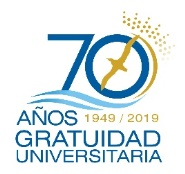 70
AÑOS 1949 / 2019
GRATUIDAD
UNIVERSITARIA